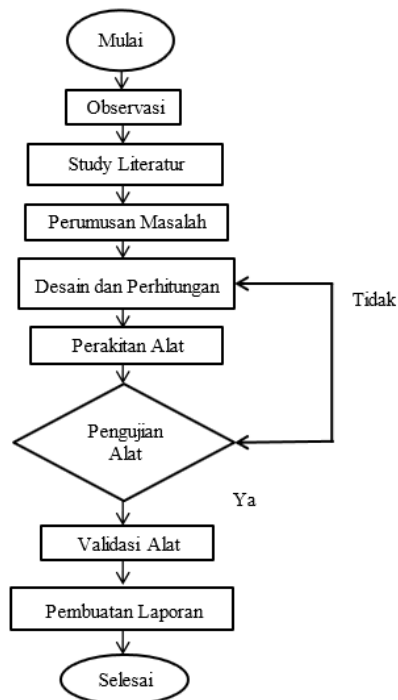 Mulai
Observasi
Study Literatur
Perumusan Masalah
Desain dan Perhitungan
Tidak
Perakitan Alat
Pengujian
Alat
Ya
Validasi Alat
Pembuatan Laporan
Selesai